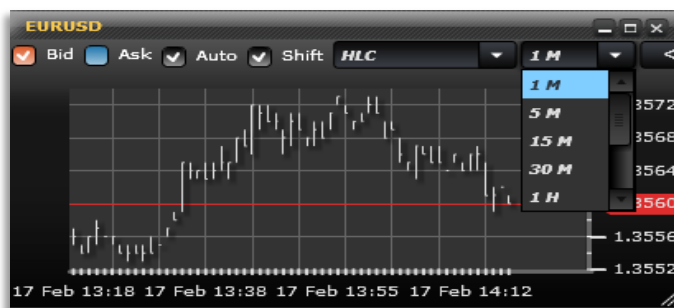 EURUSD
Bid Ask Auto Shift HLC 1 M <
1 M
5 M
15 M
30 M
1 H
3572
3568
3564
3560
1.3556
1.3552
17 Feb 13:18 17 Feb 13:38 17 Feb 13:55 17 Feb 14:12